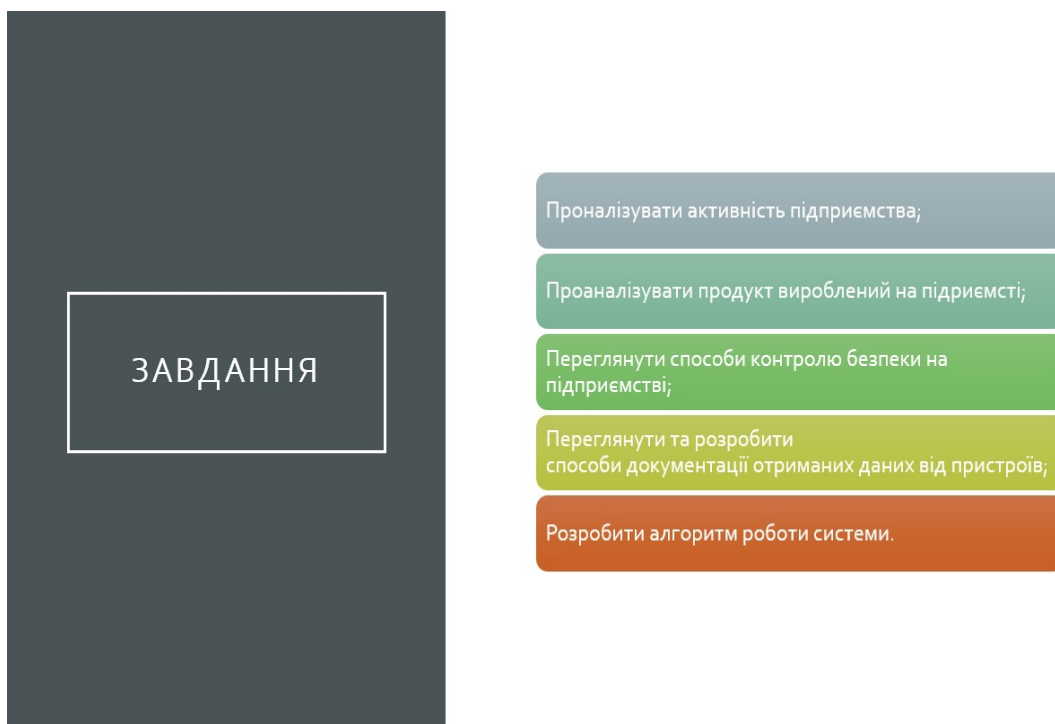 ЗАВДАННЯ
Проналізувати активність підприємства;
Проаналізувати продукт вироблений на підриємсті;
Переглянути способи контролю безпеки на
підприємстві;
Переглянути та розробити
способи документації отриманих даних від пристроїв;
Розробити алгоритм роботи системи.